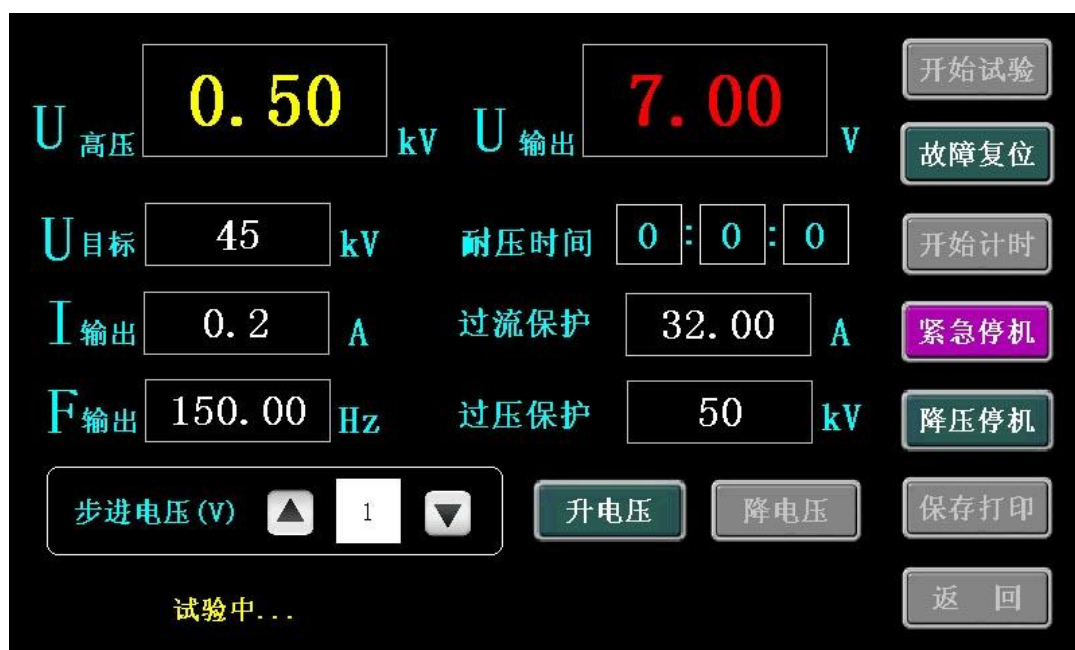 U高压 0.50 kV U输出 7.00 V 开始试验
故障复位
U目标 45 kV 耐压时间 0 : 0 : 0 开始计时
I输出 0.2 A 过流保护 32.00 A 紧急停机
F输出 150.00 Hz 过压保护 50 kV 降压停机
步进电压(V) 1 升电压 降电压 保存打印
试验中... 返 回